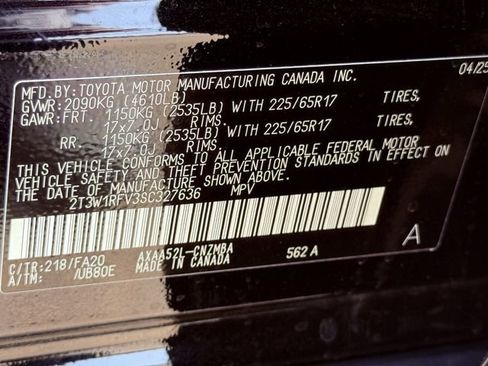 MFD. BY: TOYOTA MOTOR MANUFACTURING CANADA INC. 04/25
GVWR: 2090KG (4610LB)
GAWR: FRT. 1150KG (2535LB) WITH 225/65R17 TIRES,
17x7.0J RIMS.
RR. 1150KG (2535LB) WITH 225/65R17 TIRES,
17x7.0J RIMS.
THIS VEHICLE CONFORMS TO ALL APPLICABLE FEDERAL MOTOR
VEHICLE SAFETY AND THEFT PREVENTION STANDARDS IN EFFECT ON
THE DATE OF MANUFACTURE SHOWN ABOVE.
2T3W1RFV3SC327636 MPV
C/TR: 218/FA20 AXAA52L-CNZMBA 562A A
A/TM: /UB80E MADE IN CANADA